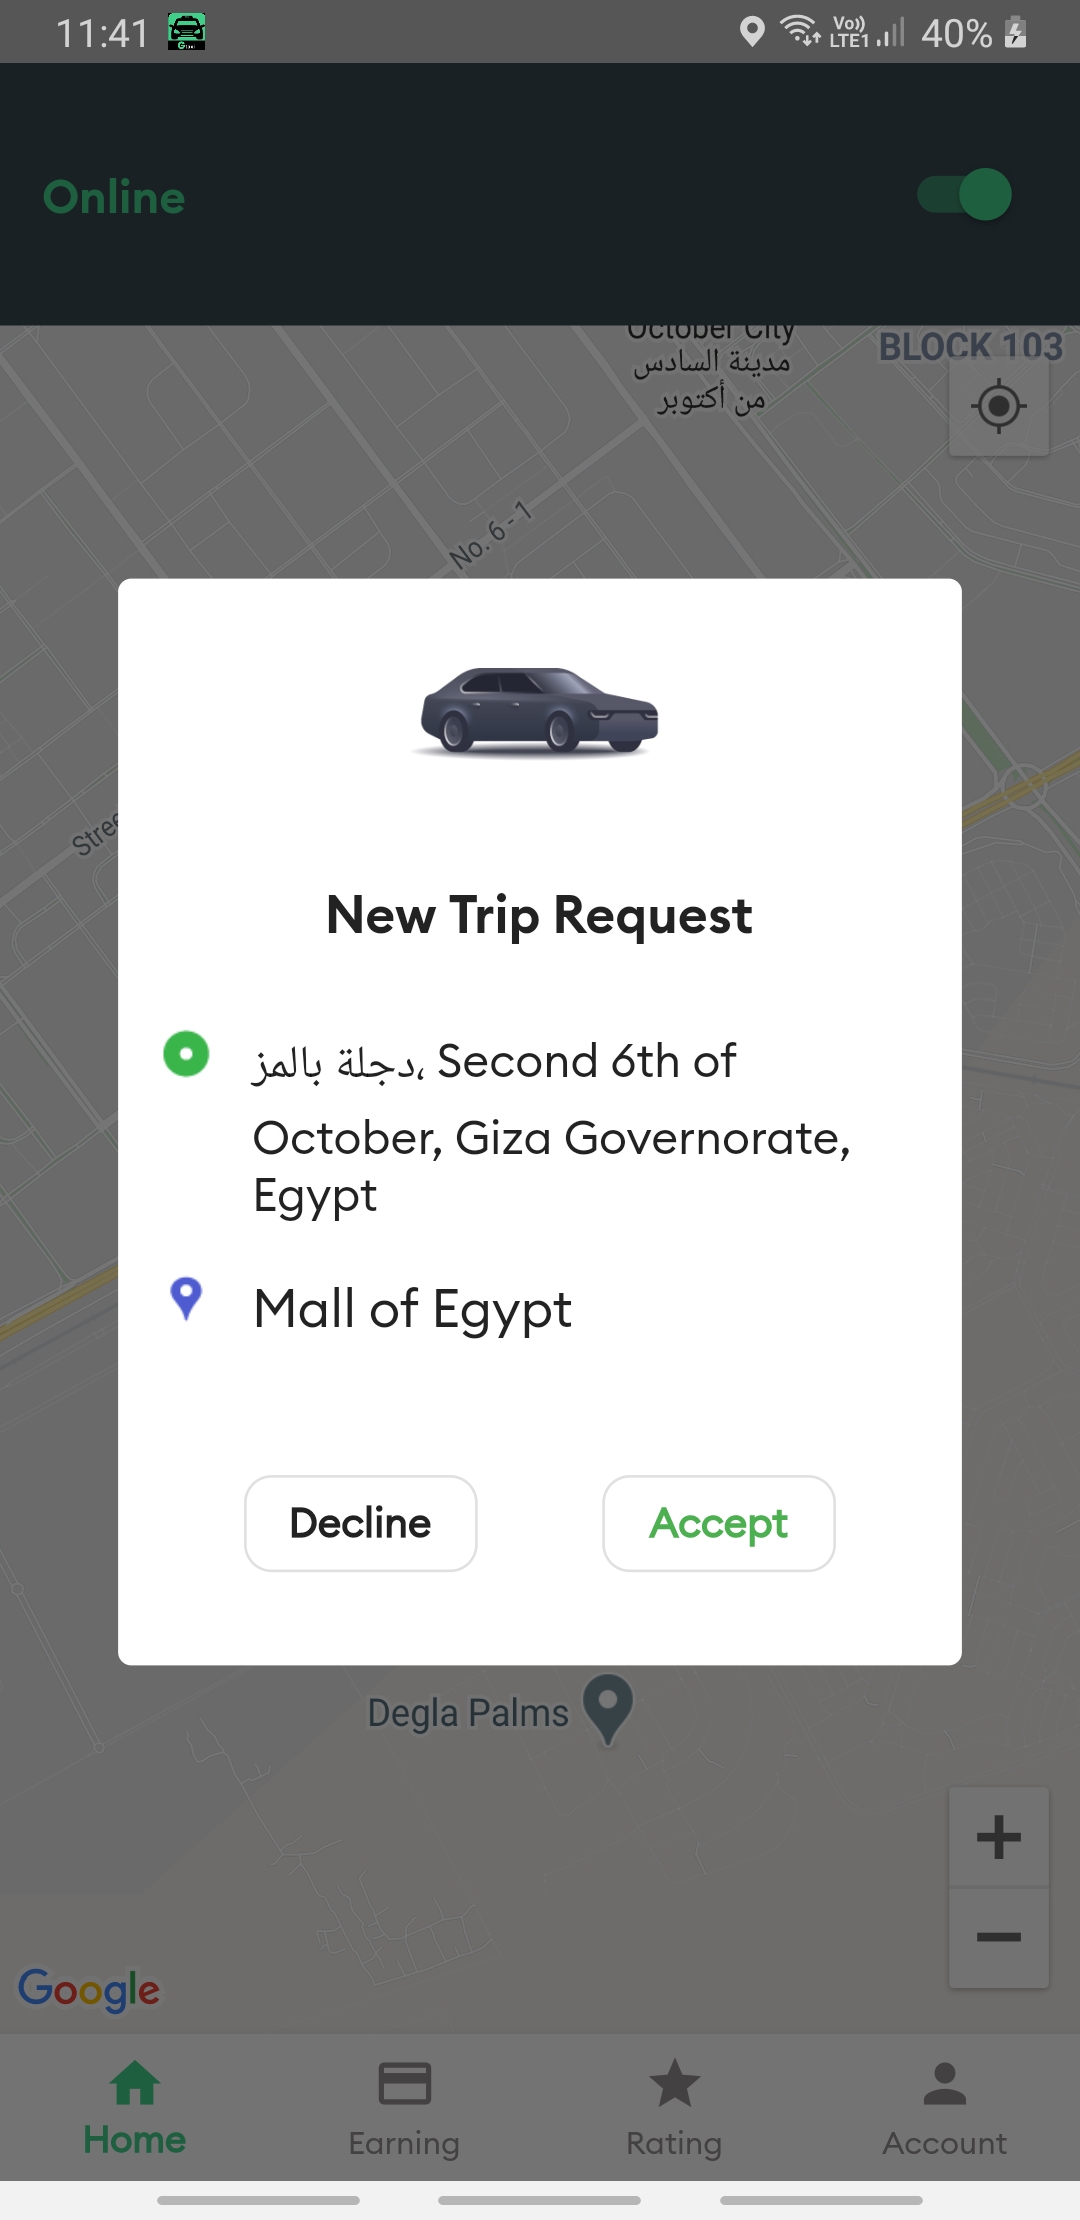 11:41
Vo)) LTE1 40%
Online
October City
مدينة السادس
من أكتوبر
BLOCK 103
No. 6 - 1
Stree
New Trip Request
دجلة بالمز، Second 6th of
October, Giza Governorate,
Egypt
Mall of Egypt
Decline
Accept
Degla Palms
Google
Home
Earning
Rating
Account